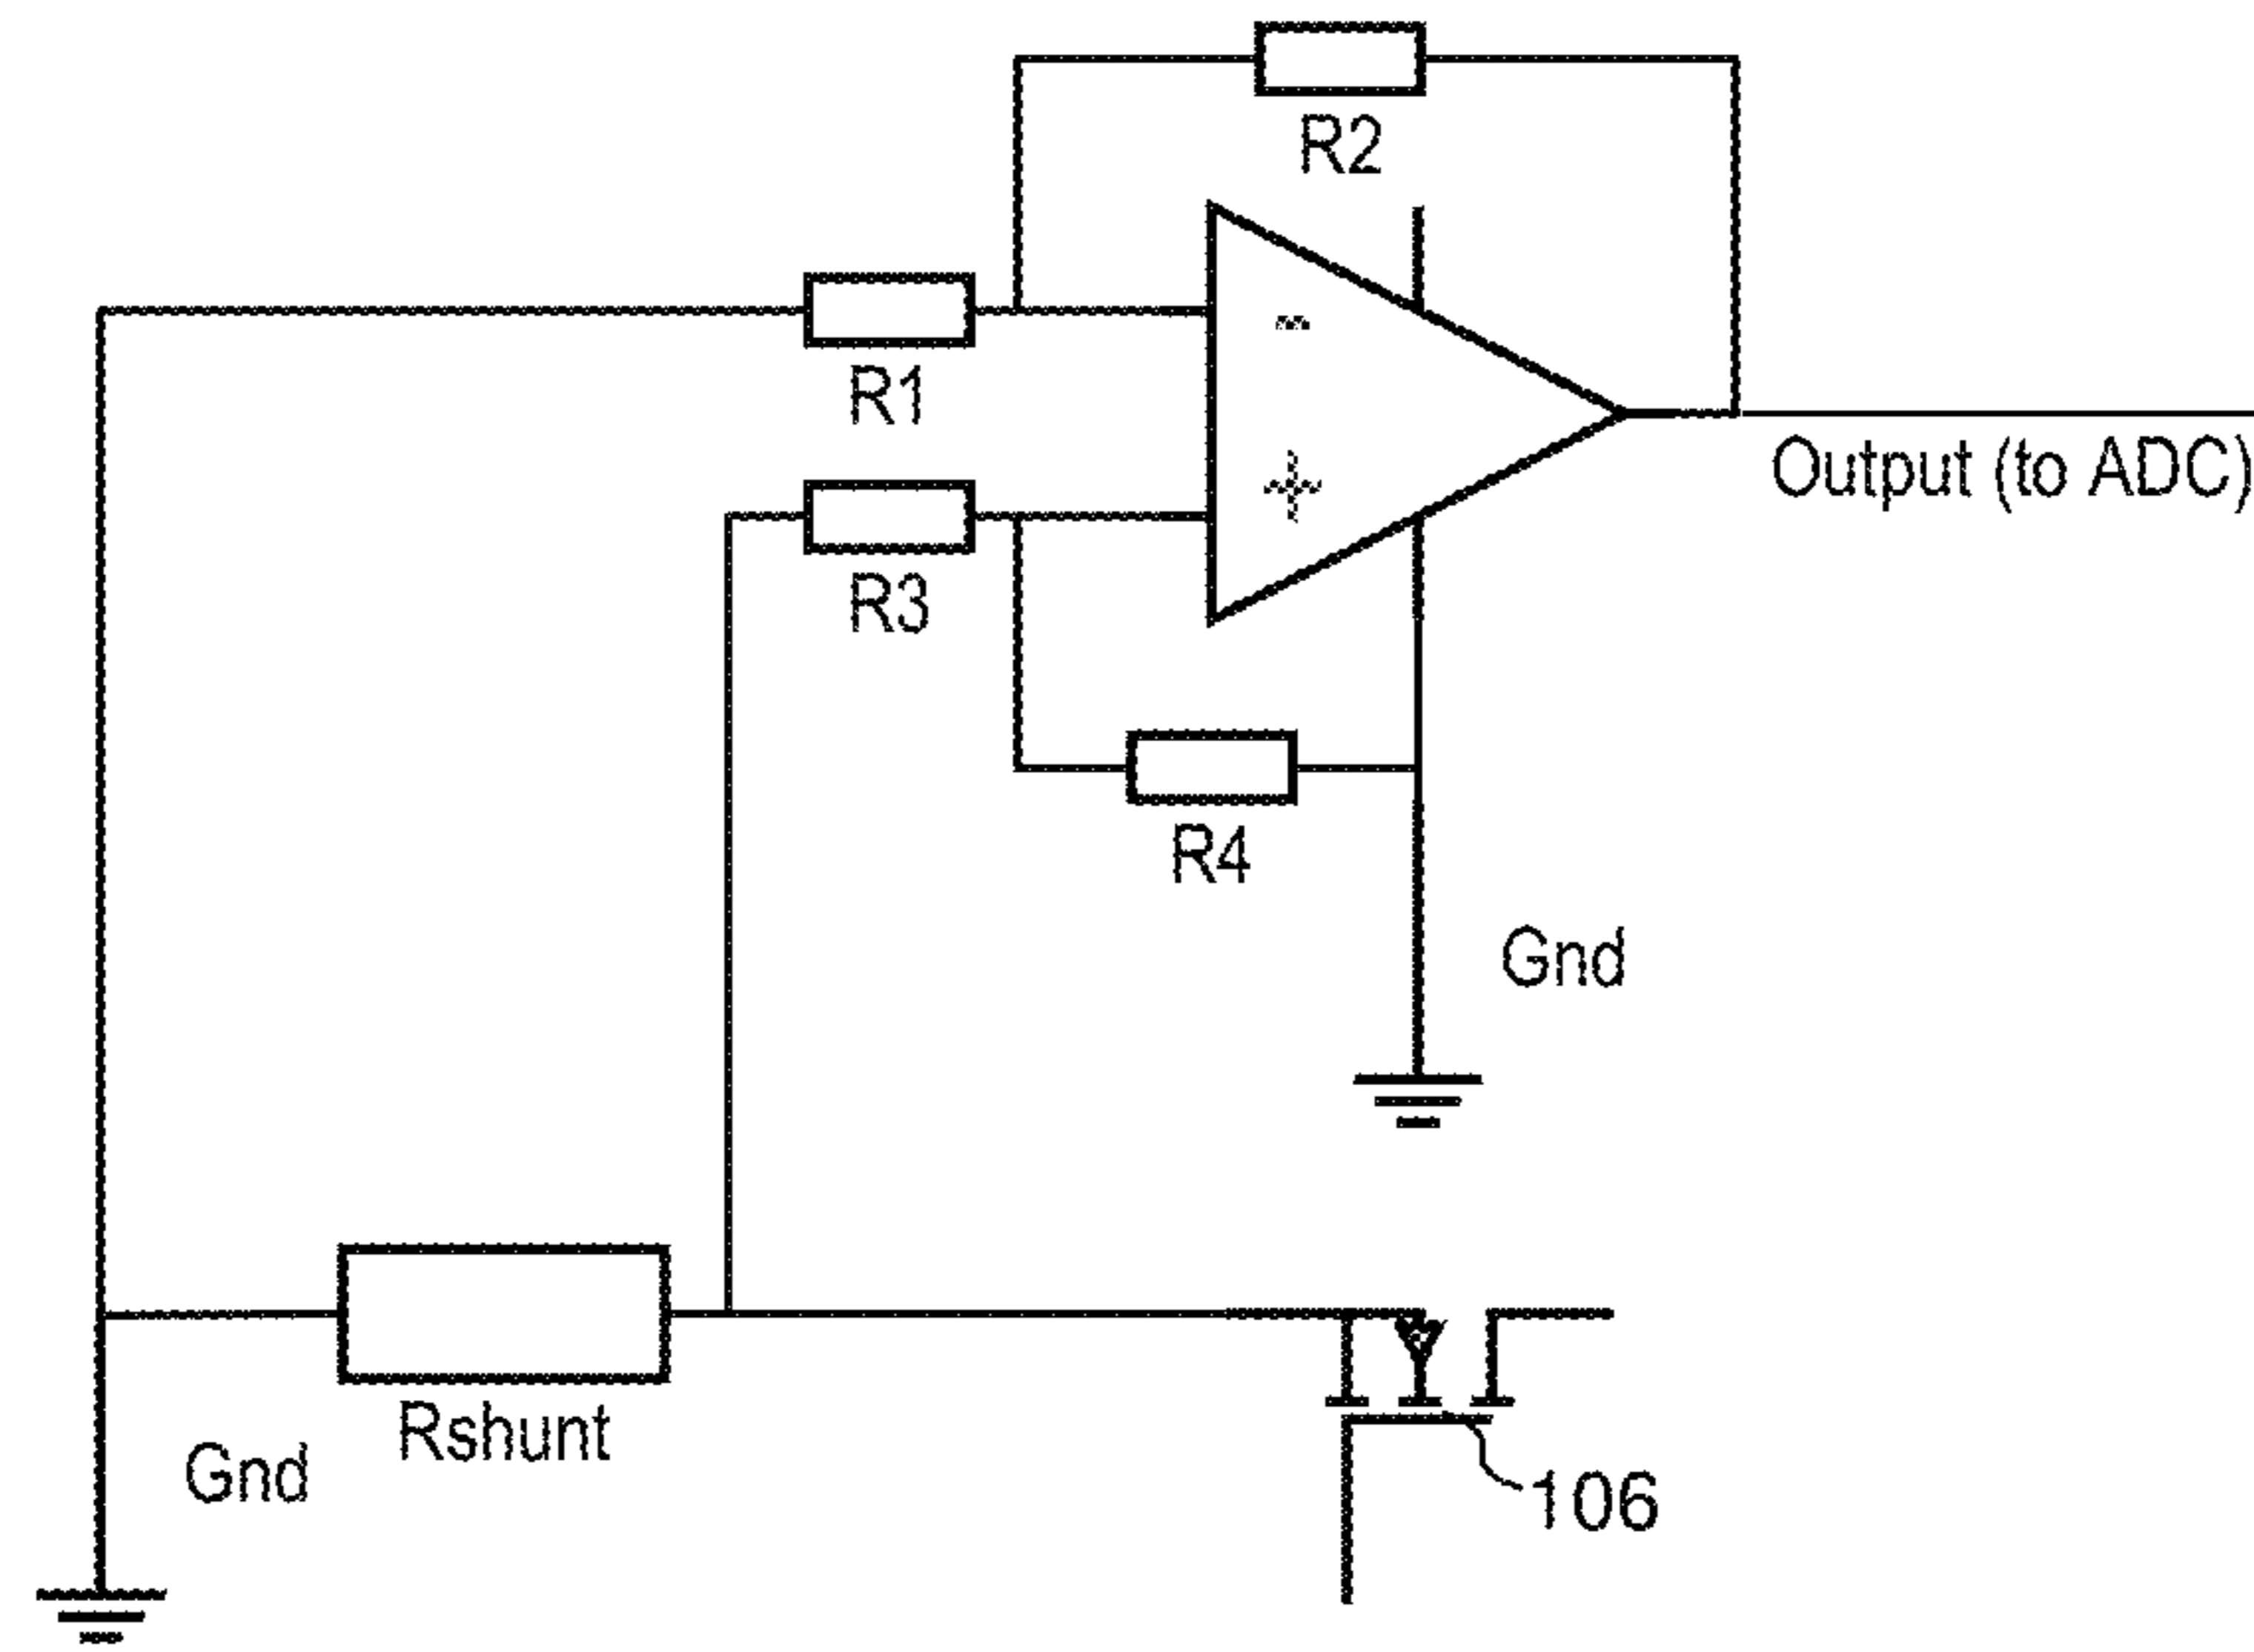 R2
-
R1
+
Output (to ADC)
R3
R4
Gnd
Rshunt
Gnd
106